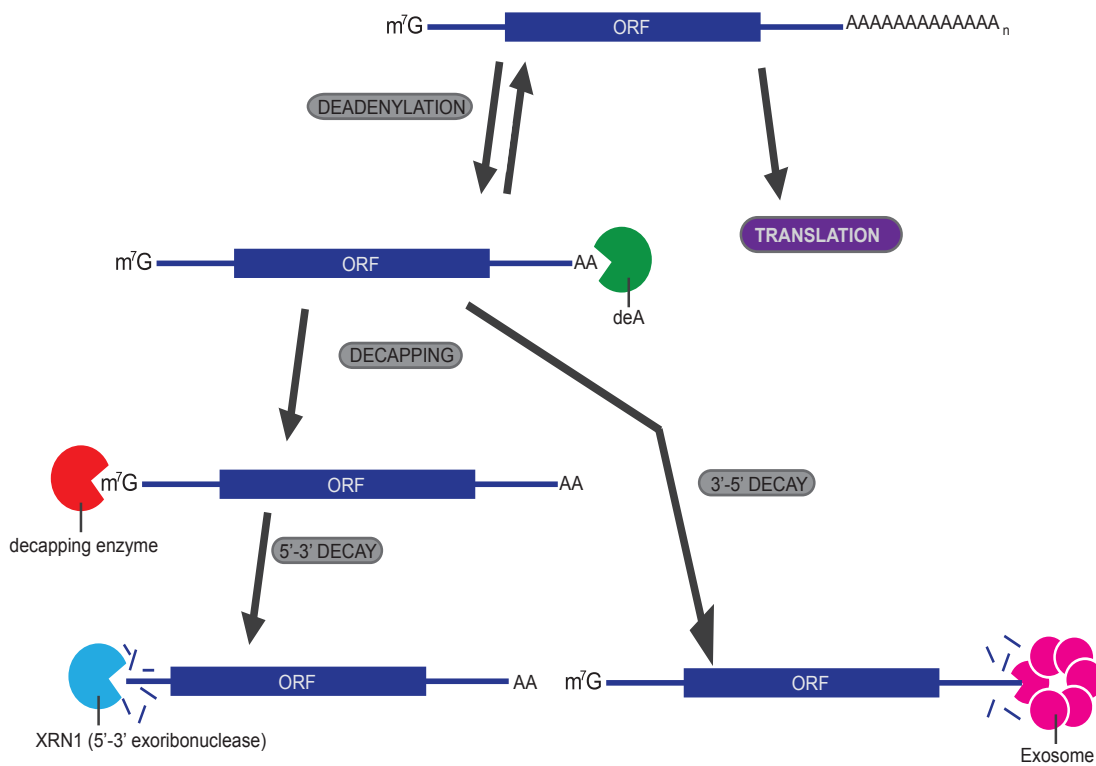 m⁷G ORF AAAAAAAAAAAAA n
DEADENYLATION
TRANSLATION
m⁷G ORF AA
deA
DECAPPING
m⁷G ORF AA
3'-5' DECAY
decapping enzyme
5'-3' DECAY
ORF AA
m⁷G ORF
XRN1 (5'-3' exoribonuclease)
Exosome